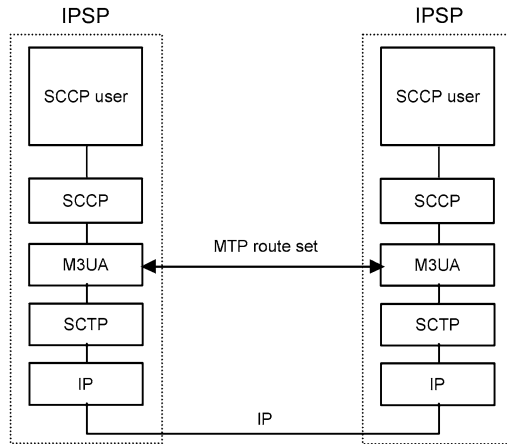 IPSP IPSP
SCCP user SCCP user
SCCP SCCP
MTP route set
M3UA M3UA
SCTP SCTP
IP IP
IP